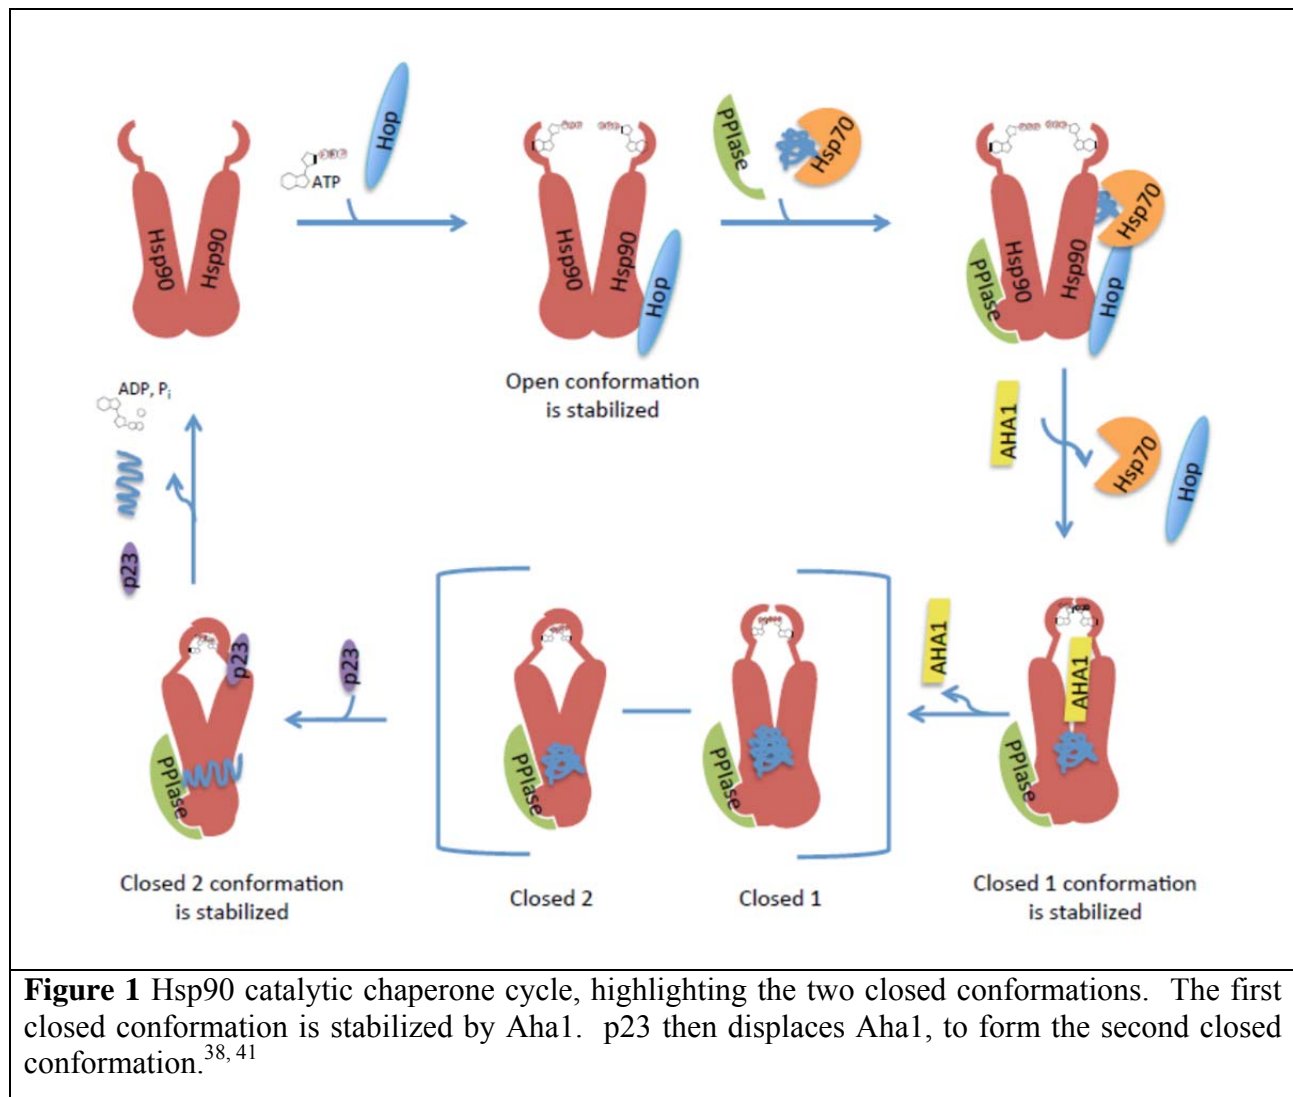 Hop
ATP
Hsp90
Hsp90
Hsp90
Hsp90
Hop
Open conformation
is stabilized
PPIase
Hsp70
Hsp90
Hsp90
Hsp70
PPIase
Hop
AHA1
Hsp70
Hop
AHA1
PPIase
Closed 1 conformation
is stabilized
AHA1
PPIase
Closed 1
PPIase
Closed 2
p23
p23
PPIase
Closed 2 conformation
is stabilized
ADP, Pi
p23
Figure 1 Hsp90 catalytic chaperone cycle, highlighting the two closed conformations. The first
closed conformation is stabilized by Aha1. p23 then displaces Aha1, to form the second closed
conformation.38, 41